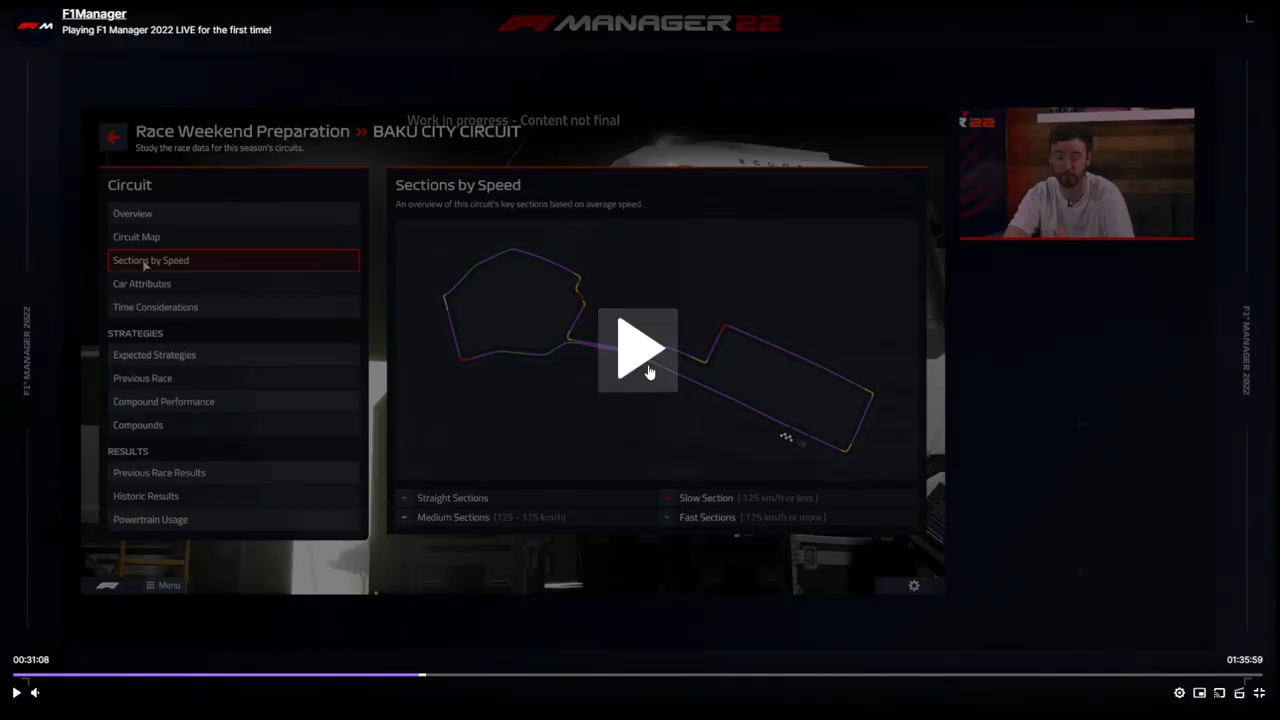 F1Manager
Playing F1 Manager 2022 LIVE for the first time!
MANAGER 22
Work in progress - Content not final
Race Weekend Preparation » BAKU CITY CIRCUIT
Study the race data for this season's circuits.
Circuit
Overview
Circuit Map
Sections by Speed
Car Attributes
Time Considerations
STRATEGIES
Expected Strategies
Previous Race
Compound Performance
Compounds
RESULTS
Previous Race Results
Historic Results
Powertrain Usage
Sections by Speed
An overview of this circuit's key sections based on average speed.
Straight Sections
Slow Section [ 125 km/h or less ]
Medium Sections [125 - 175 km/h]
Fast Sections [ 175 km/h or more ]
Menu
22
F1® MANAGER 2022
F1® MANAGER 2022
00:31:08
01:35:59